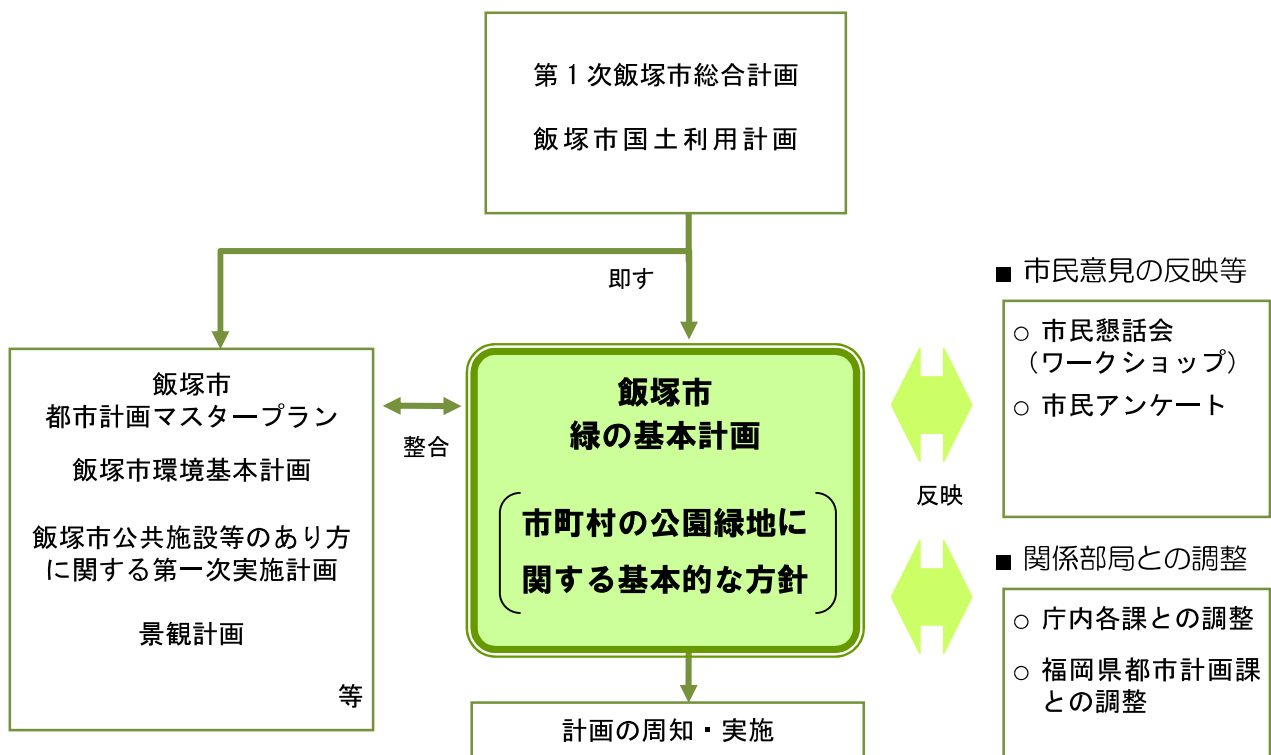 第1次飯塚市総合計画
飯塚市国土利用計画
即す
飯塚市
都市計画マスタープラン
飯塚市環境基本計画
飯塚市公共施設等のあり方
に関する第一次実施計画
景観計画
等
整合
飯塚市
緑の基本計画
市町村の公園緑地に
関する基本的な方針
反映
■ 市民意見の反映等
○ 市民懇話会
（ワークショップ）
○ 市民アンケート
■ 関係部局との調整
○ 庁内各課との調整
○ 福岡県都市計画課
との調整
計画の周知・実施